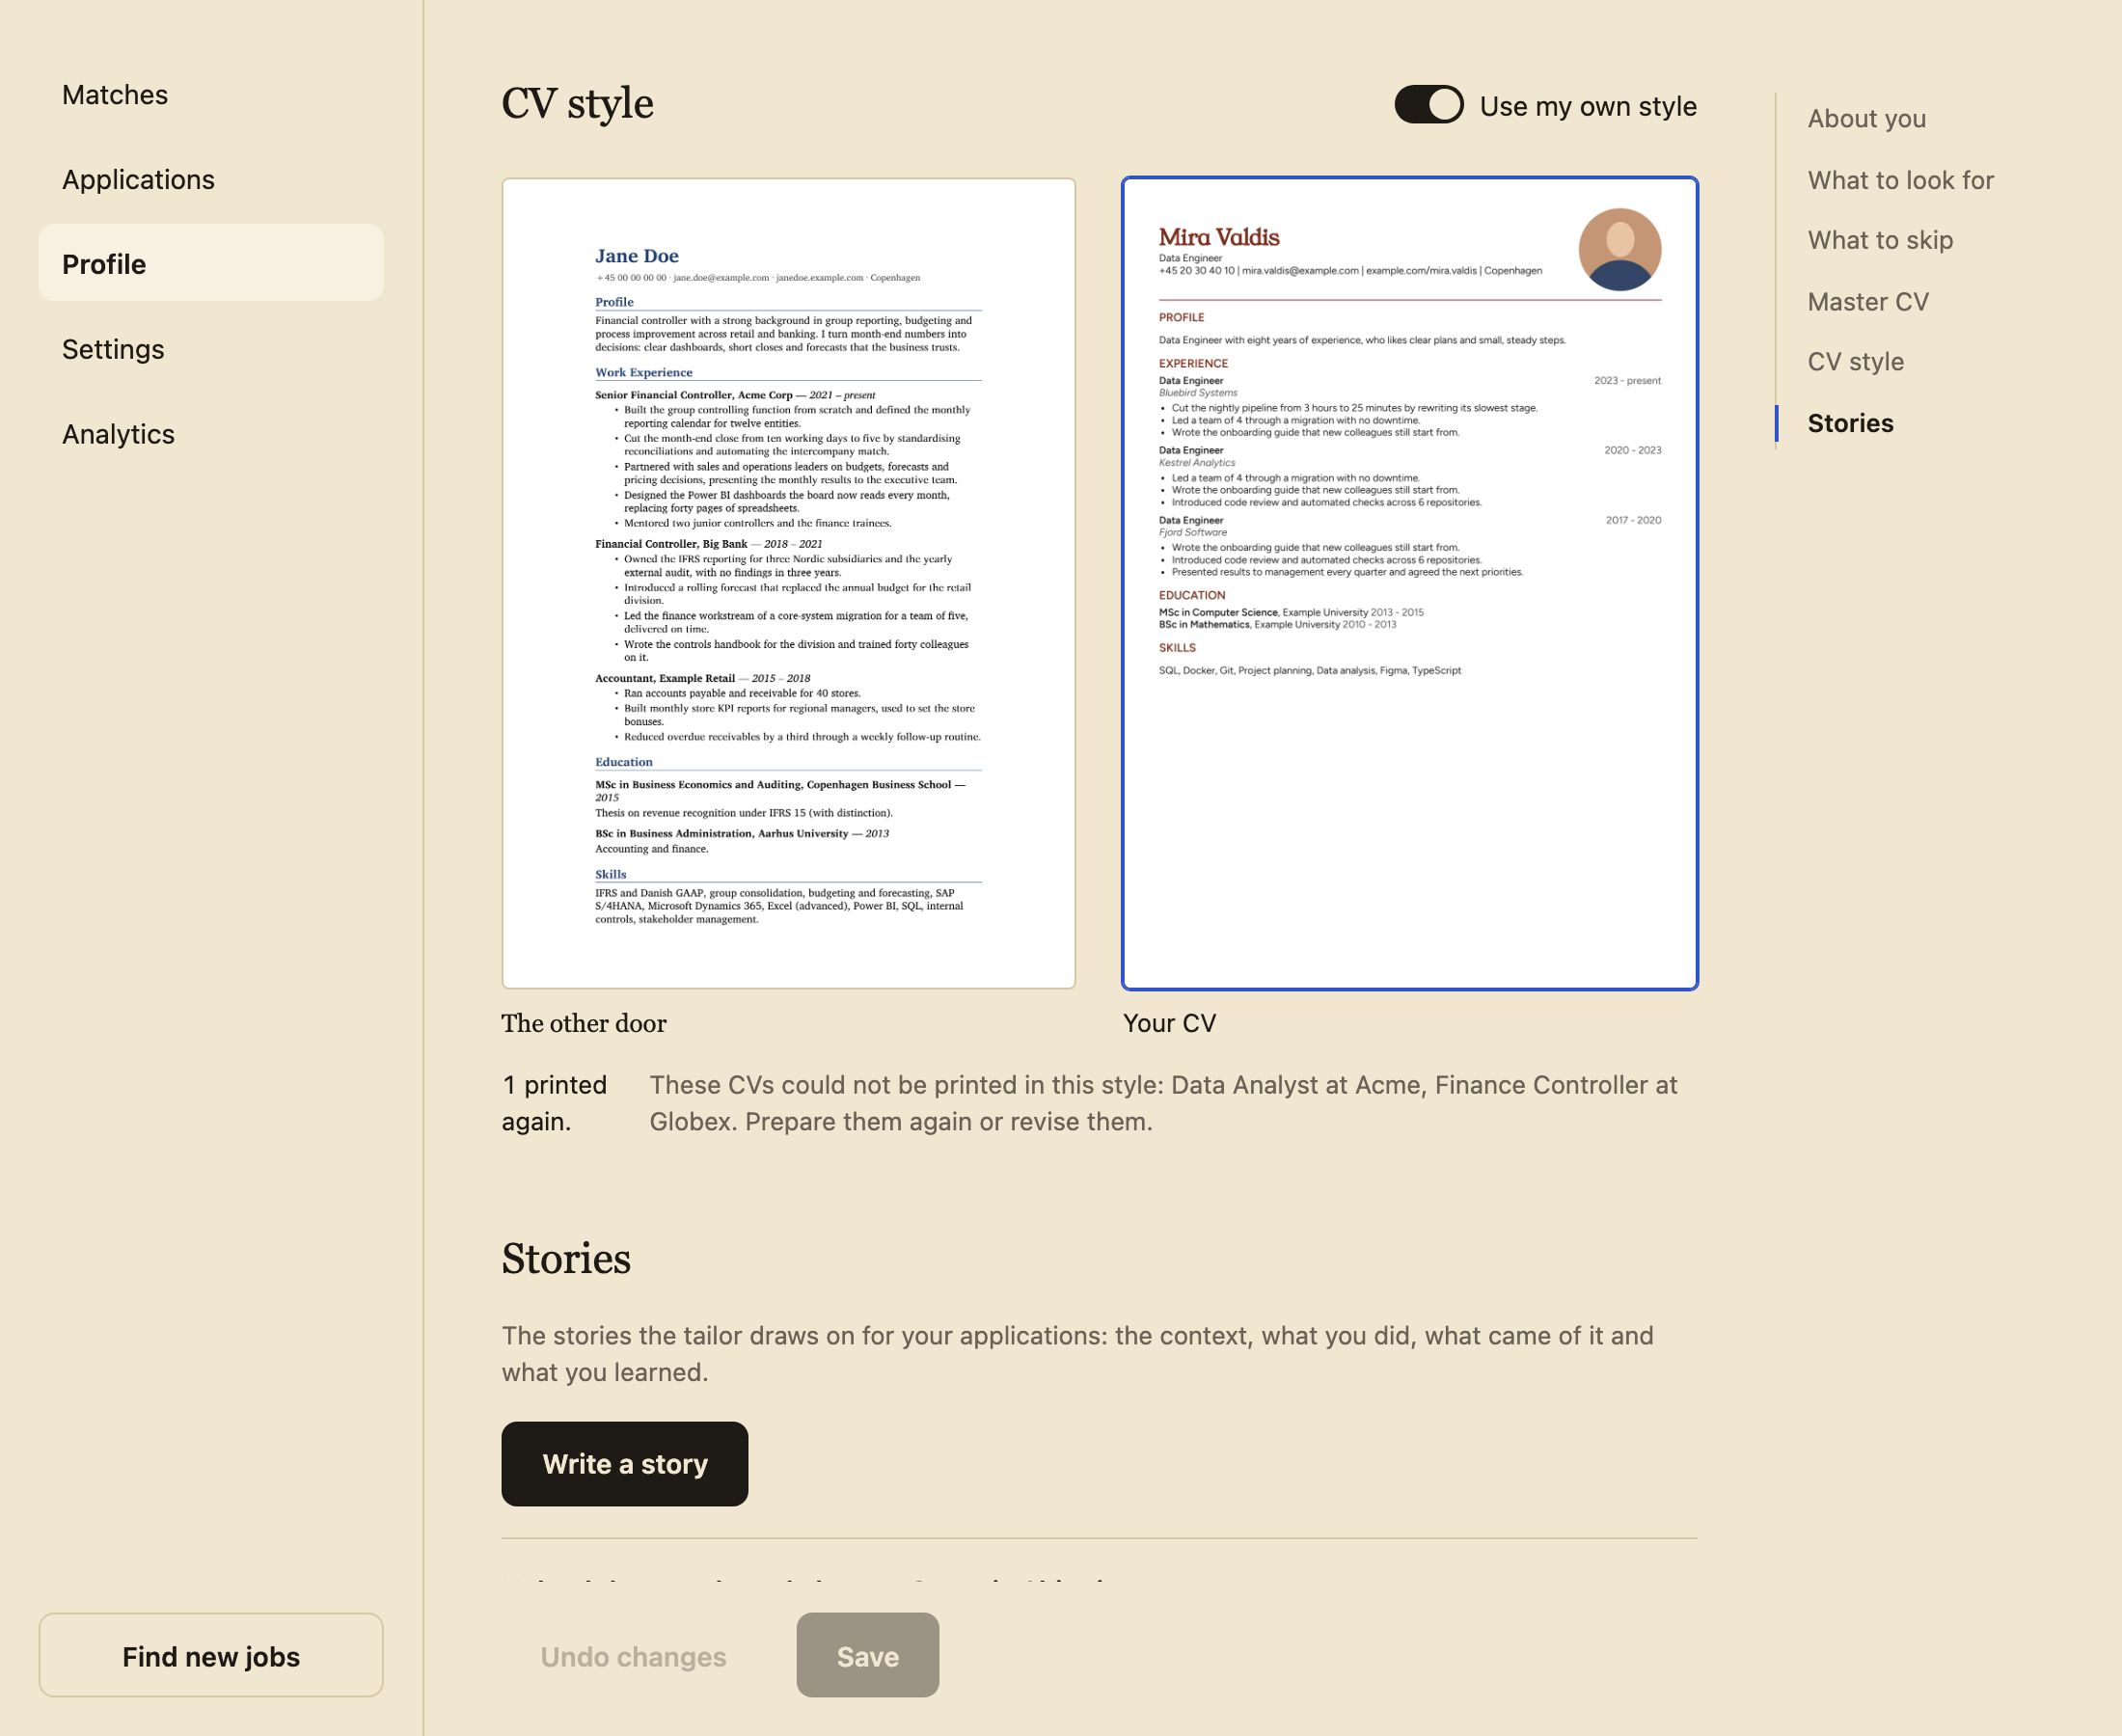 Matches
Applications
Profile
Settings
Analytics
Find new jobs
CV style
Use my own style
Jane Doe
+45 00 00 00 00 · jane.doe@example.com · janedoe.example.com · Copenhagen
Profile
Financial controller with a strong background in group reporting, budgeting and
process improvement across retail and banking. I turn month-end numbers into
decisions: clear dashboards, short closes and forecasts that the business trusts.
Work Experience
Senior Financial Controller, Acme Corp — 2021 – present
• Built the group controlling function from scratch and defined the monthly
reporting calendar for twelve entities.
• Cut the month-end close from ten working days to five by standardising
reconciliations and automating the intercompany match.
• Partnered with sales and operations leaders on budgets, forecasts and
pricing decisions, presenting the monthly results to the executive team.
• Designed the Power BI dashboards the board now reads every month,
replacing forty pages of spreadsheets.
• Mentored two junior controllers and the finance trainees.
Financial Controller, Big Bank — 2018 – 2021
• Owned the IFRS reporting for three Nordic subsidiaries and the yearly
external audit, with no findings in three years.
• Introduced a rolling forecast that replaced the annual budget for the retail
division.
• Led the finance workstream of a core-system migration for a team of five,
delivered on time.
• Wrote the controls handbook for the division and trained forty colleagues
on it.
Accountant, Example Retail — 2015 – 2018
• Ran accounts payable and receivable for 40 stores.
• Built monthly store KPI reports for regional managers, used to set the store
bonuses.
• Reduced overdue receivables by a third through a weekly follow-up routine.
Education
MSc in Business Economics and Auditing, Copenhagen Business School —
2015
Thesis on revenue recognition under IFRS 15 (with distinction).
BSc in Business Administration, Aarhus University — 2013
Accounting and finance.
Skills
IFRS and Danish GAAP, group consolidation, budgeting and forecasting, SAP
S/4HANA, Microsoft Dynamics 365, Excel (advanced), Power BI, SQL, internal
controls, stakeholder management.
The other door
Mira Valdis
Data Engineer
+45 20 30 40 10 | mira.valdis@example.com | example.com/mira.valdis | Copenhagen
PROFILE
Data Engineer with eight years of experience, who likes clear plans and small, steady steps.
EXPERIENCE
Data Engineer 2023 - present
Bluebird Systems
• Cut the nightly pipeline from 3 hours to 25 minutes by rewriting its slowest stage.
• Led a team of 4 through a migration with no downtime.
• Wrote the onboarding guide that new colleagues still start from.
Data Engineer 2020 - 2023
Kestrel Analytics
• Led a team of 4 through a migration with no downtime.
• Wrote the onboarding guide that new colleagues still start from.
• Introduced code review and automated checks across 6 repositories.
Data Engineer 2017 - 2020
Fjord Software
• Wrote the onboarding guide that new colleagues still start from.
• Introduced code review and automated checks across 6 repositories.
• Presented results to management every quarter and agreed the next priorities.
EDUCATION
MSc in Computer Science, Example University 2013 - 2015
BSc in Mathematics, Example University 2010 - 2013
SKILLS
SQL, Docker, Git, Project planning, Data analysis, Figma, TypeScript
Your CV
1 printed
again.
These CVs could not be printed in this style: Data Analyst at Acme, Finance Controller at
Globex. Prepare them again or revise them.
Stories
The stories the tailor draws on for your applications: the context, what you did, what came of it and
what you learned.
Write a story
Undo changes
Save
About you
What to look for
What to skip
Master CV
CV style
Stories